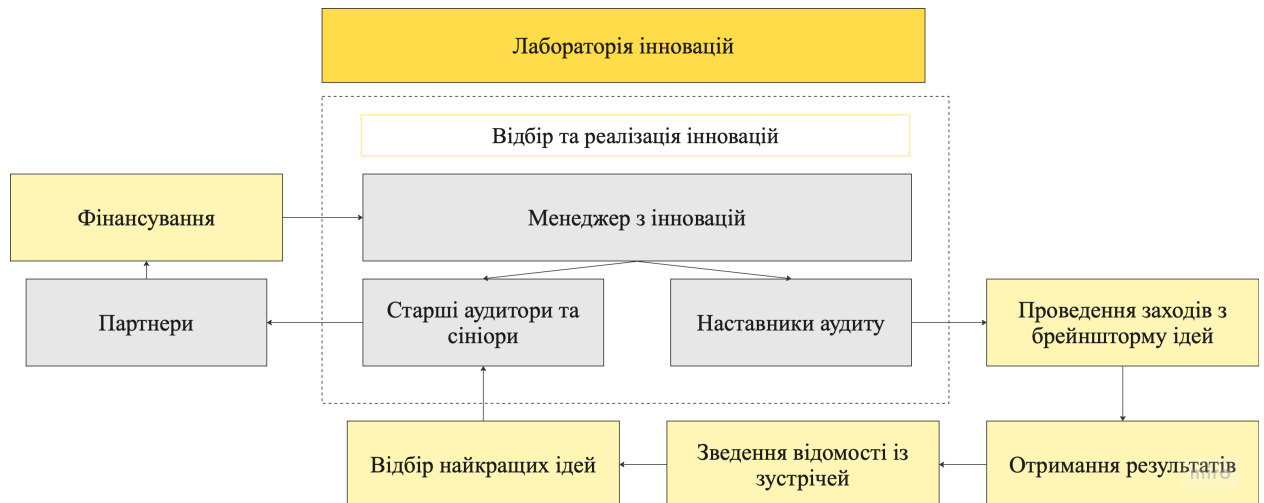 Лабораторія інновацій
Відбір та реалізація інновацій
Фінансування
Менеджер з інновацій
Партнери
Старші аудитори та
сініори
Наставники аудиту
Проведення заходів з
брейншторму ідей
Відбір найкращих ідей
Зведення відомості із
зустрічей
Отримання результатів
miro